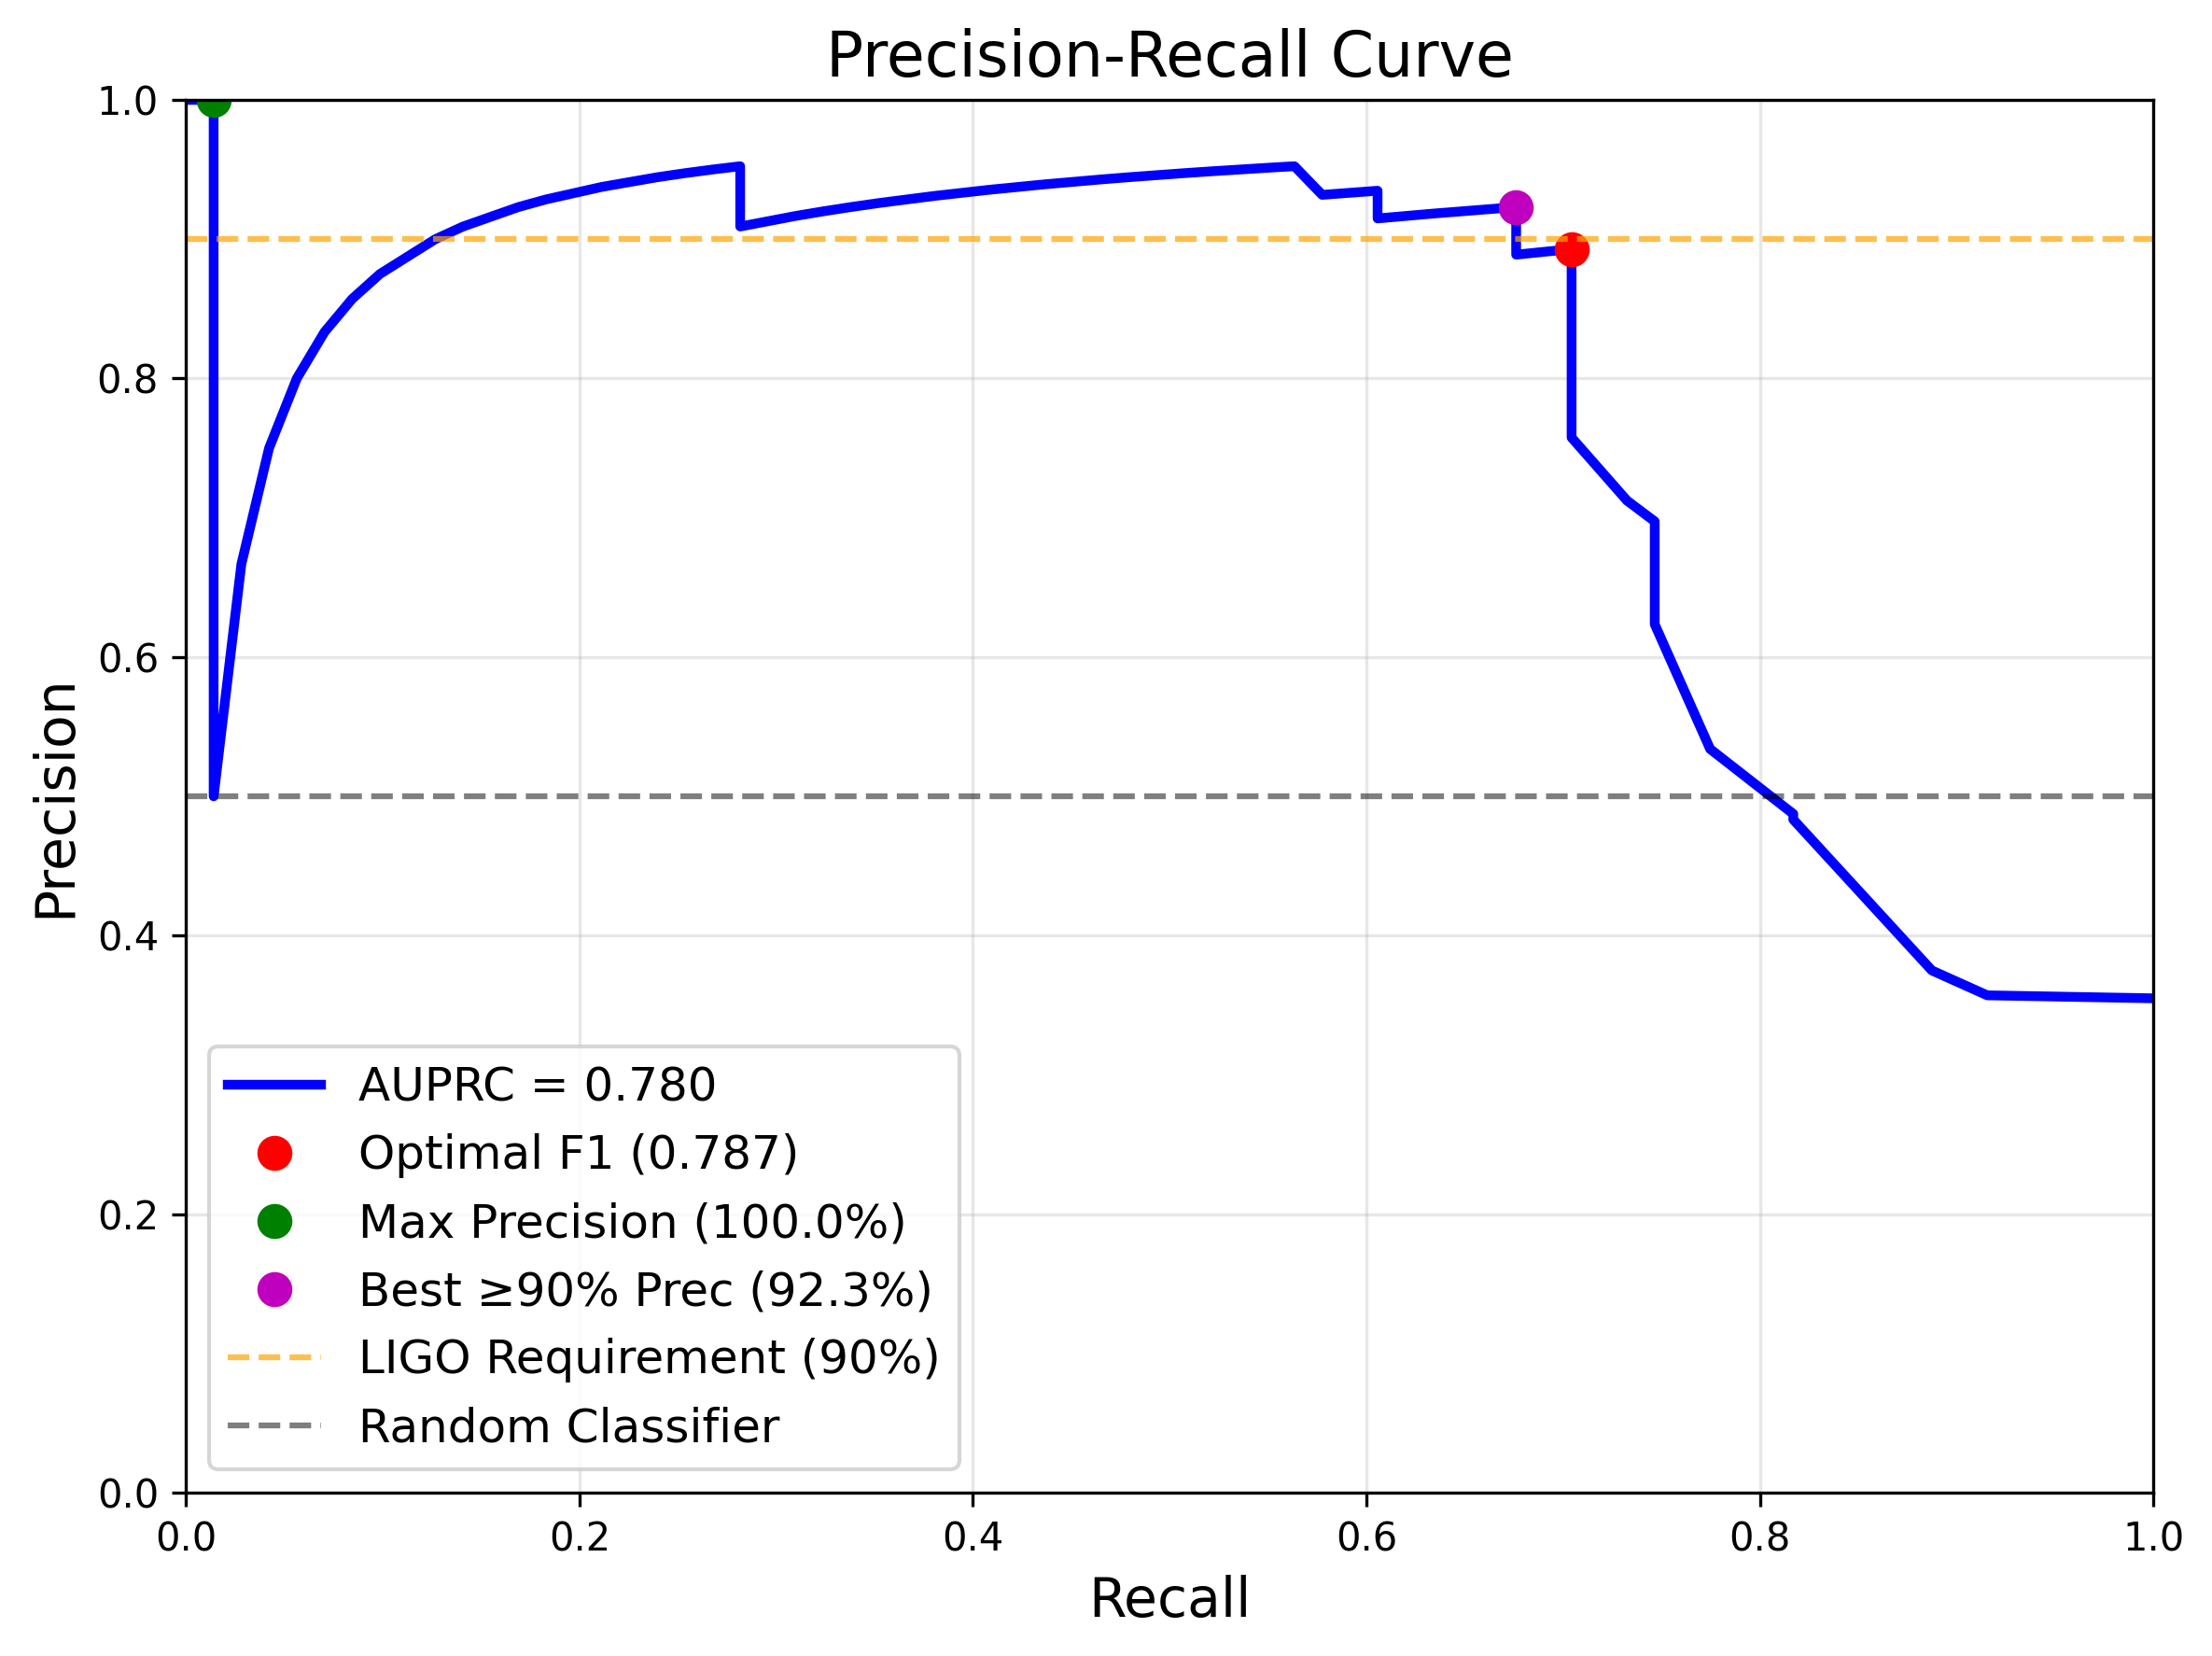 Precision-Recall Curve
1.0
0.8
0.6
0.4
0.2
0.0
Precision
AUPRC = 0.780
Optimal F1 (0.787)
Max Precision (100.0%)
Best ≥90% Prec (92.3%)
LIGO Requirement (90%)
Random Classifier
0.0 0.2 0.4 0.6 0.8 1.0
Recall